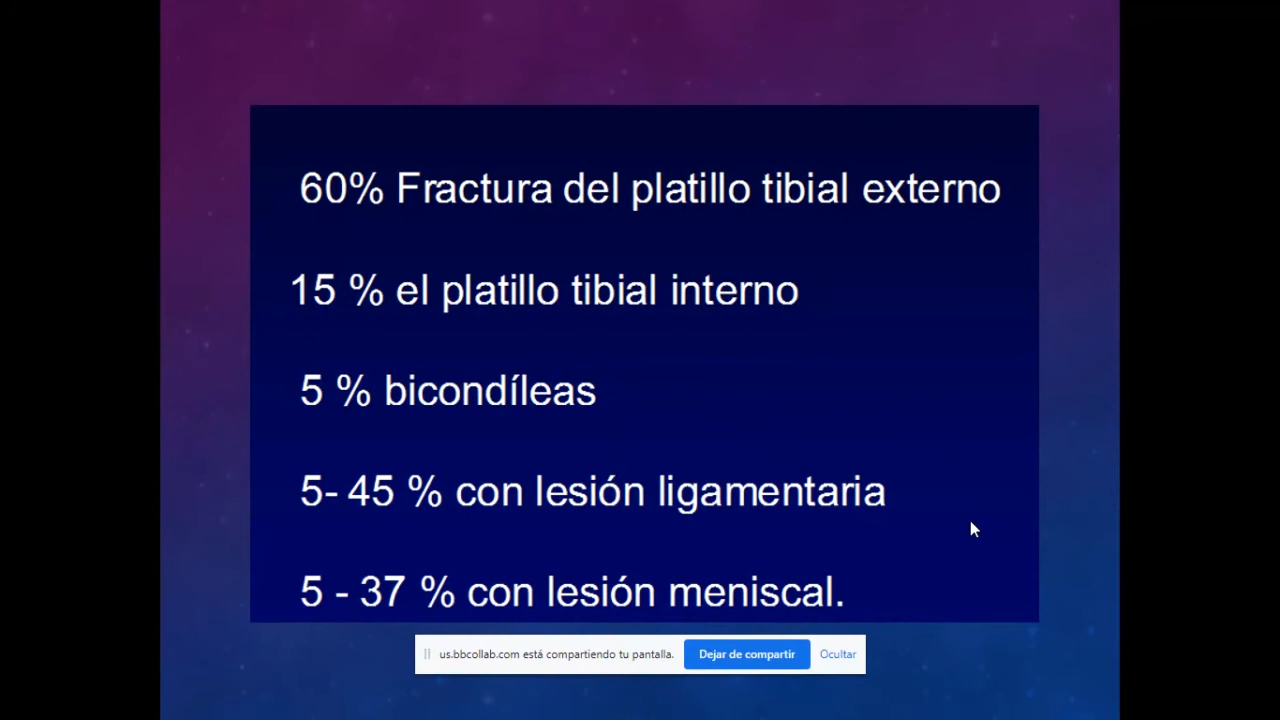 60% Fractura del platillo tibial externo
15 % el platillo tibial interno
5 % bicondíleas
5- 45 % con lesión ligamentaria
5 - 37 % con lesión meniscal.
us.bbcollab.com está compartiendo tu pantalla. Dejar de compartir Ocultar